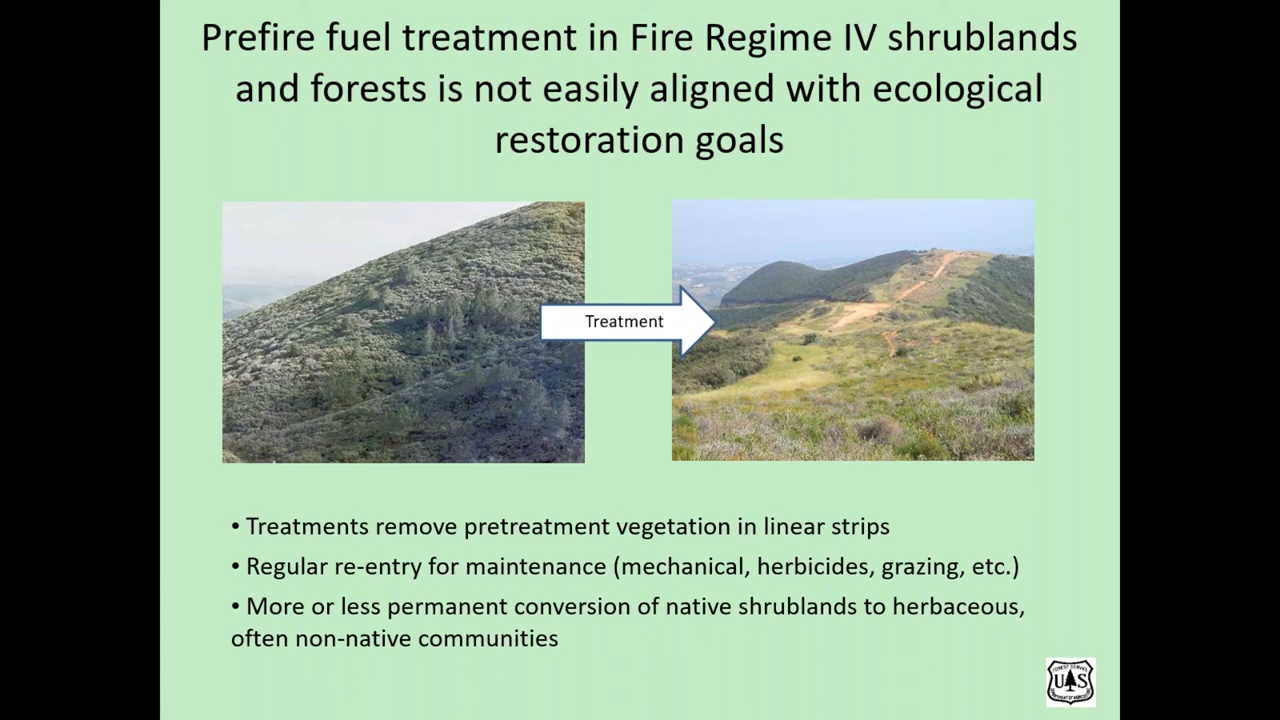 Prefire fuel treatment in Fire Regime IV shrublands
and forests is not easily aligned with ecological
restoration goals
Treatment
• Treatments remove pretreatment vegetation in linear strips
• Regular re-entry for maintenance (mechanical, herbicides, grazing, etc.)
• More or less permanent conversion of native shrublands to herbaceous,
often non-native communities
FOREST SERVICE
U S